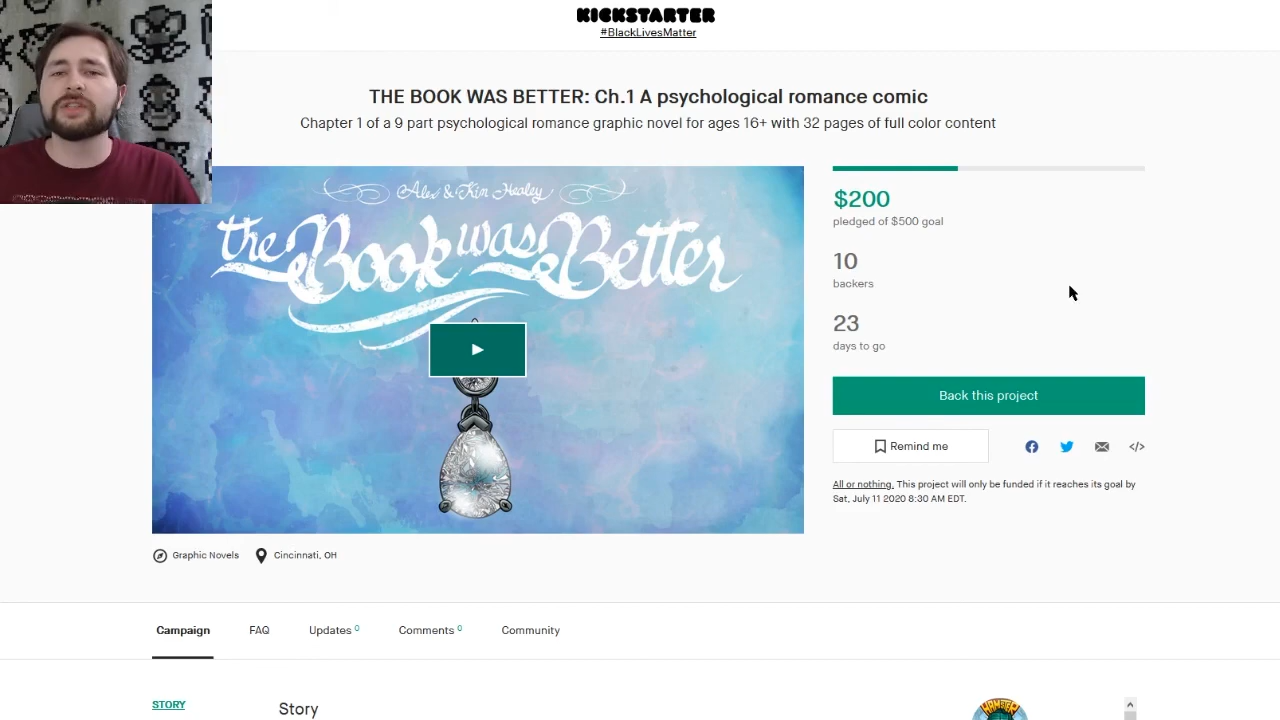 KICKSTARTER
#BlackLivesMatter
THE BOOK WAS BETTER: Ch.1 A psychological romance comic
Chapter 1 of a 9 part psychological romance graphic novel for ages 16+ with 32 pages of full color content
Alex & Kim Healey
the Book was Better
$200
pledged of $500 goal
10
backers
23
days to go
Back this project
Remind me
</>
All or nothing. This project will only be funded if it reaches its goal by
Sat, July 11 2020 8:30 AM EDT.
Graphic Novels
Cincinnati, OH
Campaign
FAQ
Updates 0
Comments 0
Community
STORY
Story
HAMSTER